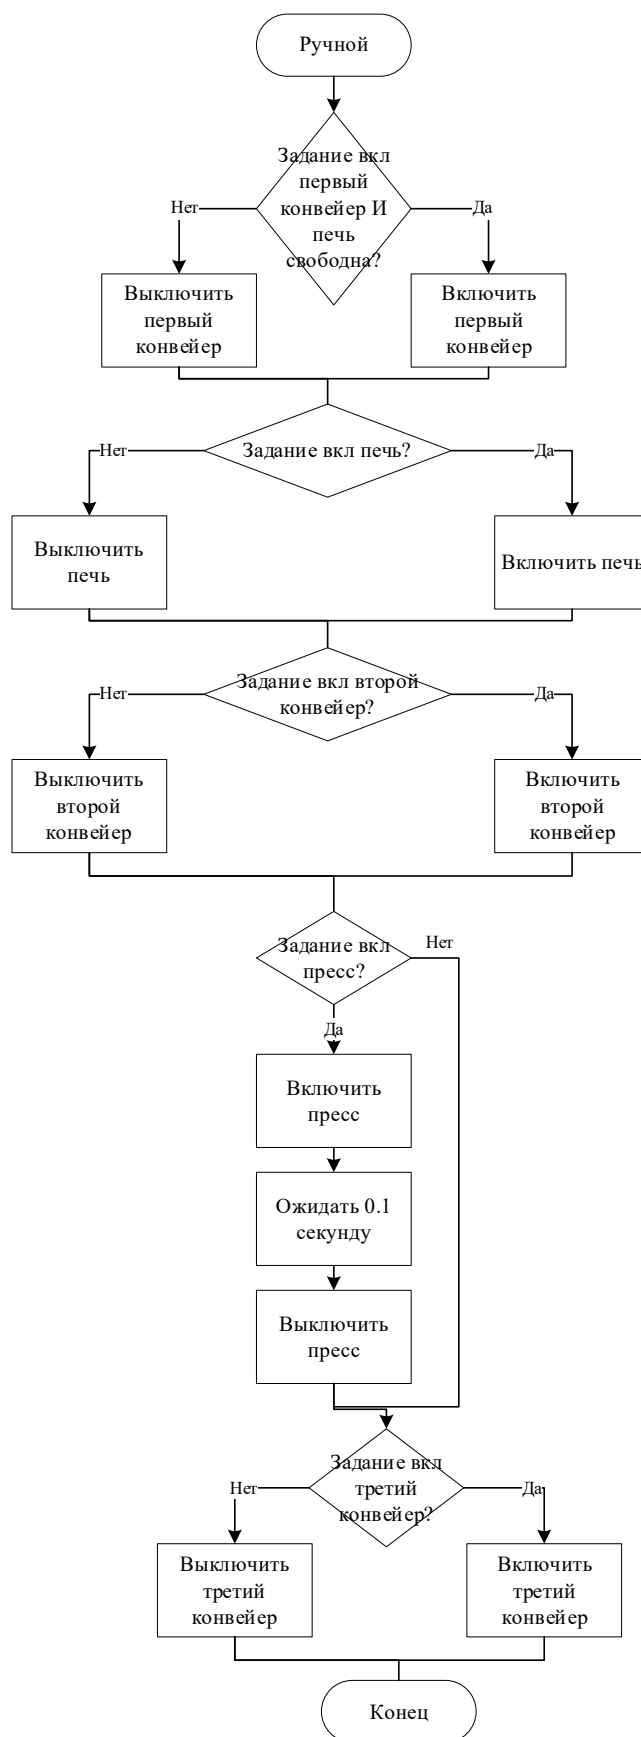 Ручной
Задание вкл
первый
конвейер И
печь
свободна?
Нет
Да
Выключить
первый
конвейер
Включить
первый
конвейер
Задание вкл печь?
Нет
Да
Выключить
печь
Включить печь
Задание вкл второй
конвейер?
Нет
Да
Выключить
второй
конвейер
Включить
второй
конвейер
Задание вкл
пресс?
Нет
Да
Включить
пресс
Ожидать 0.1
секунду
Выключить
пресс
Задание вкл
третий
конвейер?
Нет
Да
Выключить
третий
конвейер
Включить
третий
конвейер
Конец